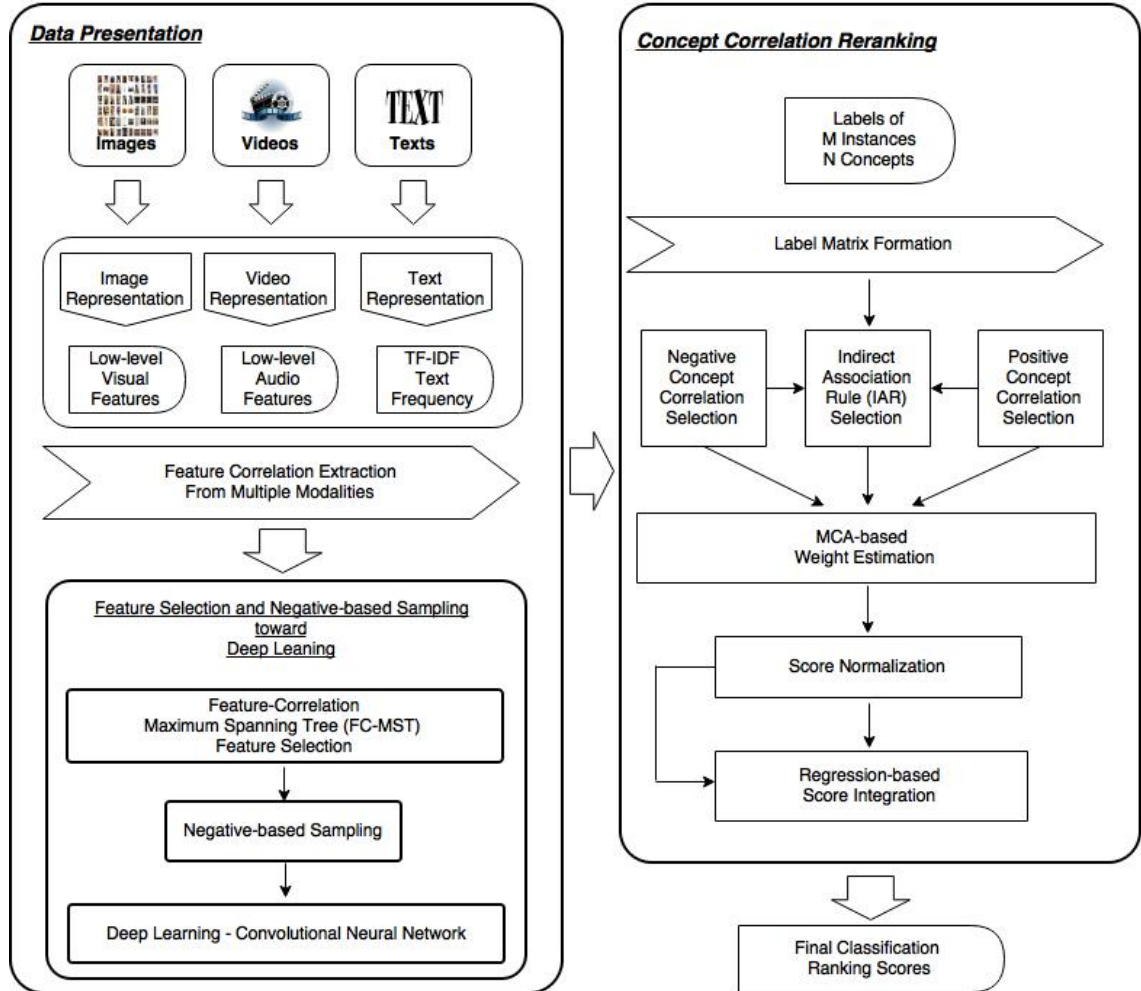 Data Presentation
Images
Videos
TEXT
Texts
Image
Representation
Video
Representation
Text
Representation
Low-level
Visual
Features
Low-level
Audio
Features
TF-IDF
Text
Frequency
Feature Correlation Extraction
From Multiple Modalities
Feature Selection and Negative-based Sampling
toward
Deep Leaning
Feature-Correlation
Maximum Spanning Tree (FC-MST)
Feature Selection
Negative-based Sampling
Deep Learning - Convolutional Neural Network
Concept Correlation Reranking
Labels of
M Instances
N Concepts
Label Matrix Formation
Negative
Concept
Correlation
Selection
Indirect
Association
Rule (IAR)
Selection
Positive
Concept
Correlation
Selection
MCA-based
Weight Estimation
Score Normalization
Regression-based
Score Integration
Final Classification
Ranking Scores